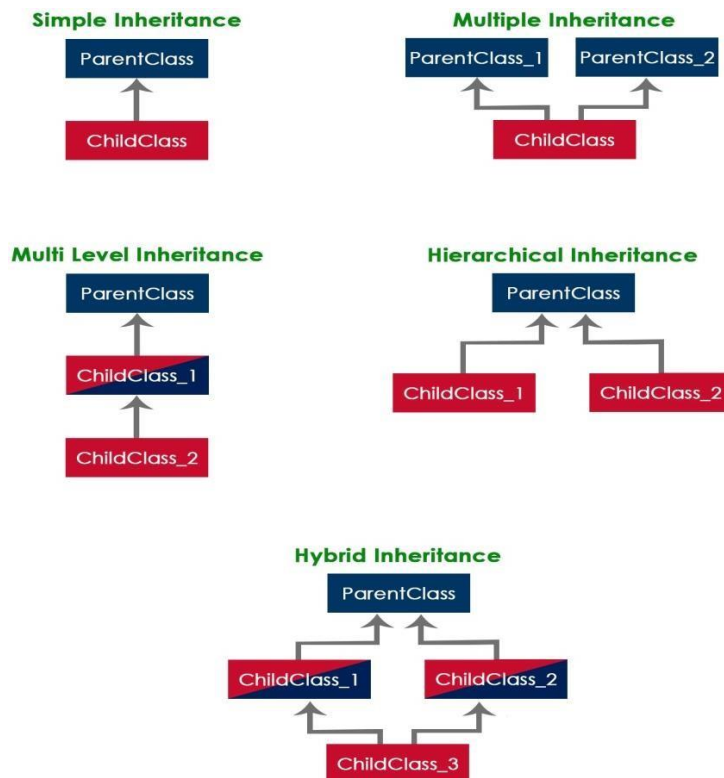 Simple Inheritance
ParentClass
ChildClass
Multiple Inheritance
ParentClass_1
ParentClass_2
ChildClass
Multi Level Inheritance
ParentClass
ChildClass_1
ChildClass_2
Hierarchical Inheritance
ParentClass
ChildClass_1
ChildClass_2
Hybrid Inheritance
ParentClass
ChildClass_1
ChildClass_2
ChildClass_3